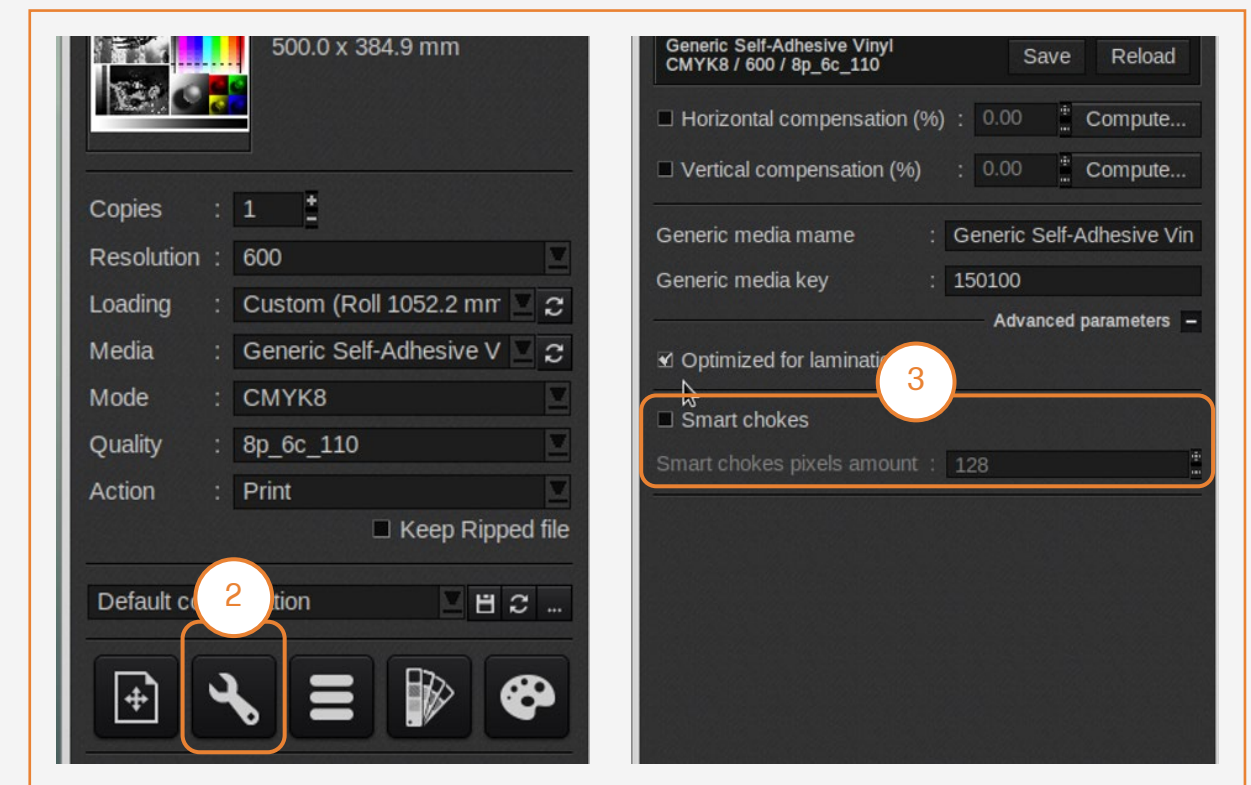 500.0 x 384.9 mm
Copies : 1
Resolution : 600
Loading : Custom (Roll 1052.2 mm
Media : Generic Self-Adhesive V
Mode : CMYK8
Quality : 8p_6c_110
Action : Print
Keep Ripped file
Default co tion
...
2
Generic Self-Adhesive Vinyl
CMYK8 / 600 / 8p_6c_110
Save Reload
Horizontal compensation (%) : 0.00 Compute...
Vertical compensation (%) : 0.00 Compute...
Generic media mame : Generic Self-Adhesive Vin
Generic media key : 150100
Advanced parameters
Optimized for laminati
3
Smart chokes
Smart chokes pixels amount : 128